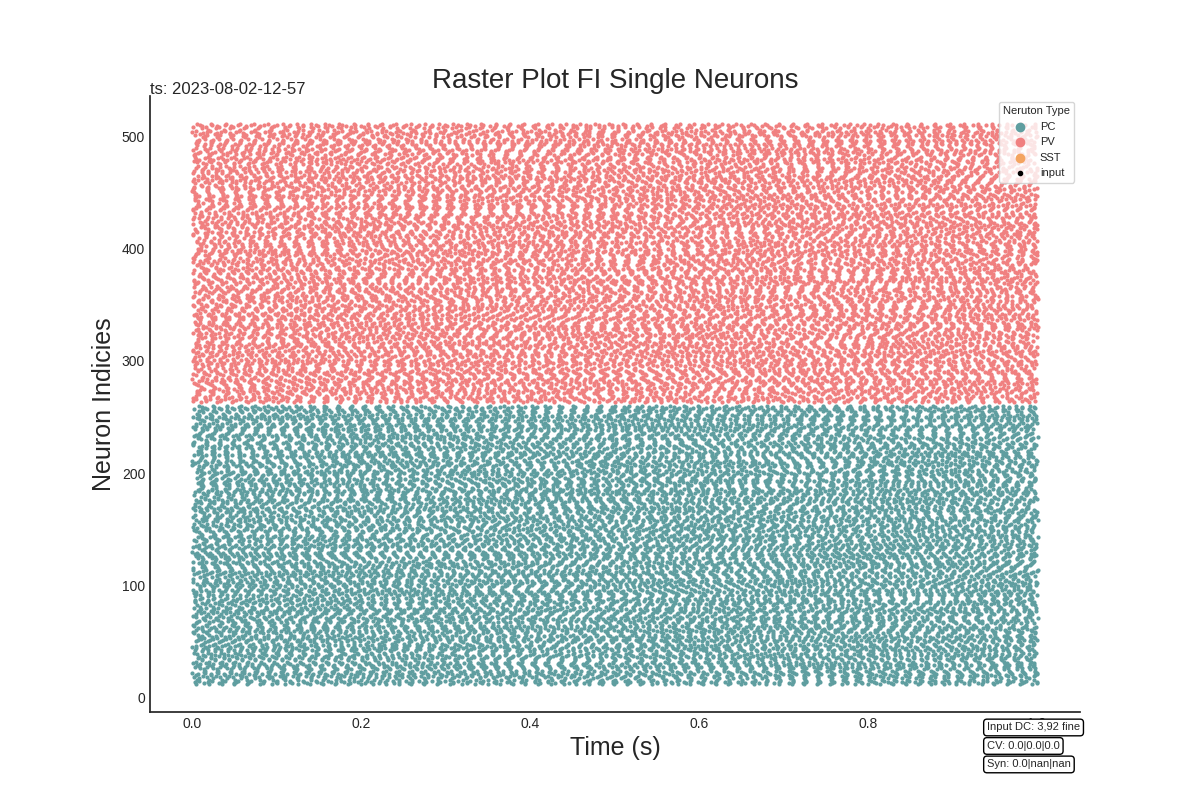 Raster Plot FI Single Neurons
ts: 2023-08-02-12-57
Neruton Type
PC
PV
SST
input
500
400
300
200
100
0
Neuron Indicies
0.0
0.2
0.4
0.6
0.8
Time (s)
Input DC: 3,92 fine
CV: 0.0|0.0|0.0
Syn: 0.0|nan|nan